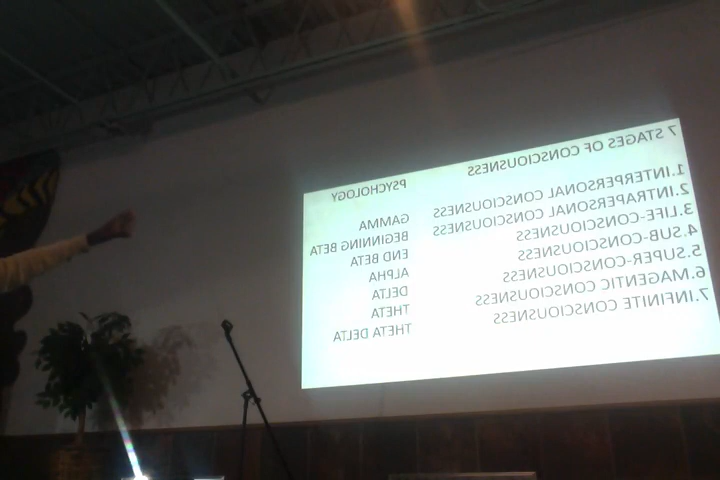 7 STAGES OF CONSCIOUSNESS PSYCHOLOGY
1.INTERPERSONAL CONSCIOUSNESS GAMMA
2.INTRAPERSONAL CONSCIOUSNESS BEGINNING BETA
3.LIFE-CONSCIOUSNESS END BETA
4.SUB-CONSCIOUSNESS ALPHA
5.SUPER-CONSCIOUSNESS DELTA
6.MAGENTIC CONSCIOUSNESS THETA
7.INFINITE CONSCIOUSNESS THETA DELTA